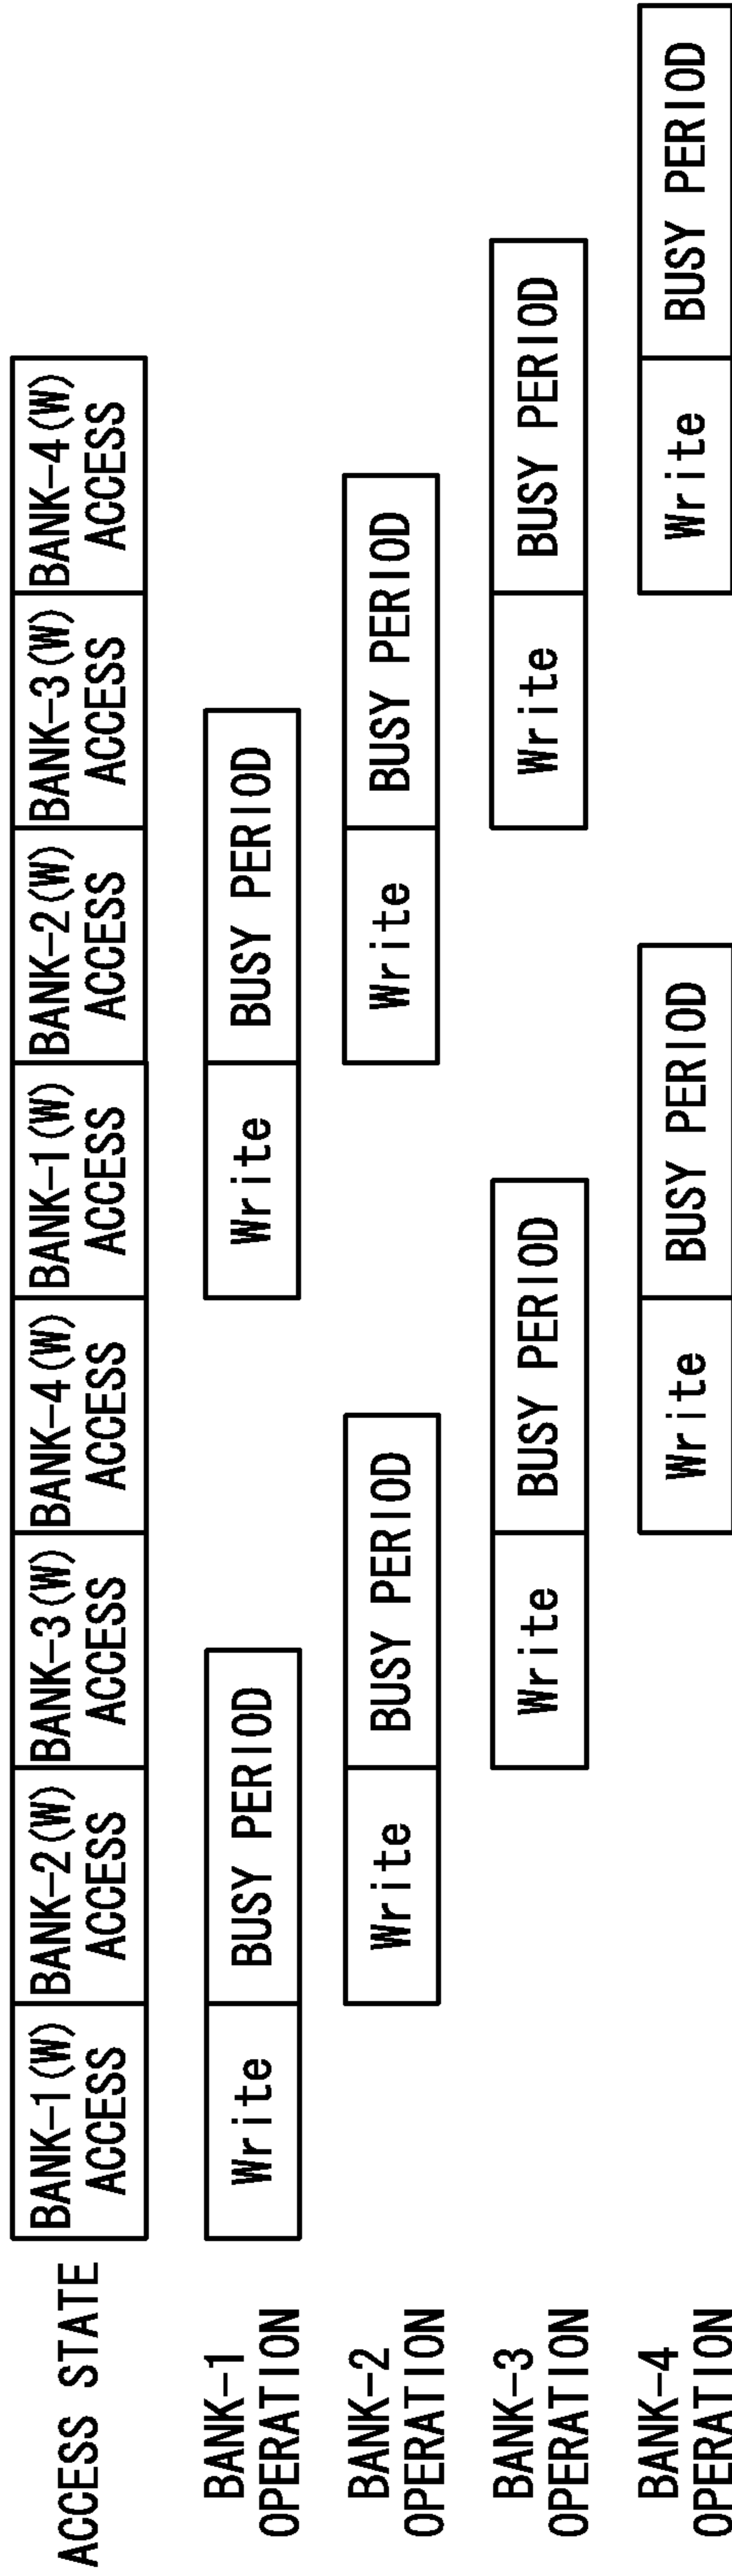 ACCESS STATE
BANK-1(W)
ACCESS
BANK-2(W)
ACCESS
BANK-3(W)
ACCESS
BANK-4(W)
ACCESS
BANK-1(W)
ACCESS
BANK-2(W)
ACCESS
BANK-3(W)
ACCESS
BANK-4(W)
ACCESS
BANK-1
OPERATION
Write
BUSY PERIOD
Write
BUSY PERIOD
BANK-2
OPERATION
Write
BUSY PERIOD
Write
BUSY PERIOD
BANK-3
OPERATION
Write
BUSY PERIOD
Write
BUSY PERIOD
BANK-4
OPERATION
Write
BUSY PERIOD
Write
BUSY PERIOD